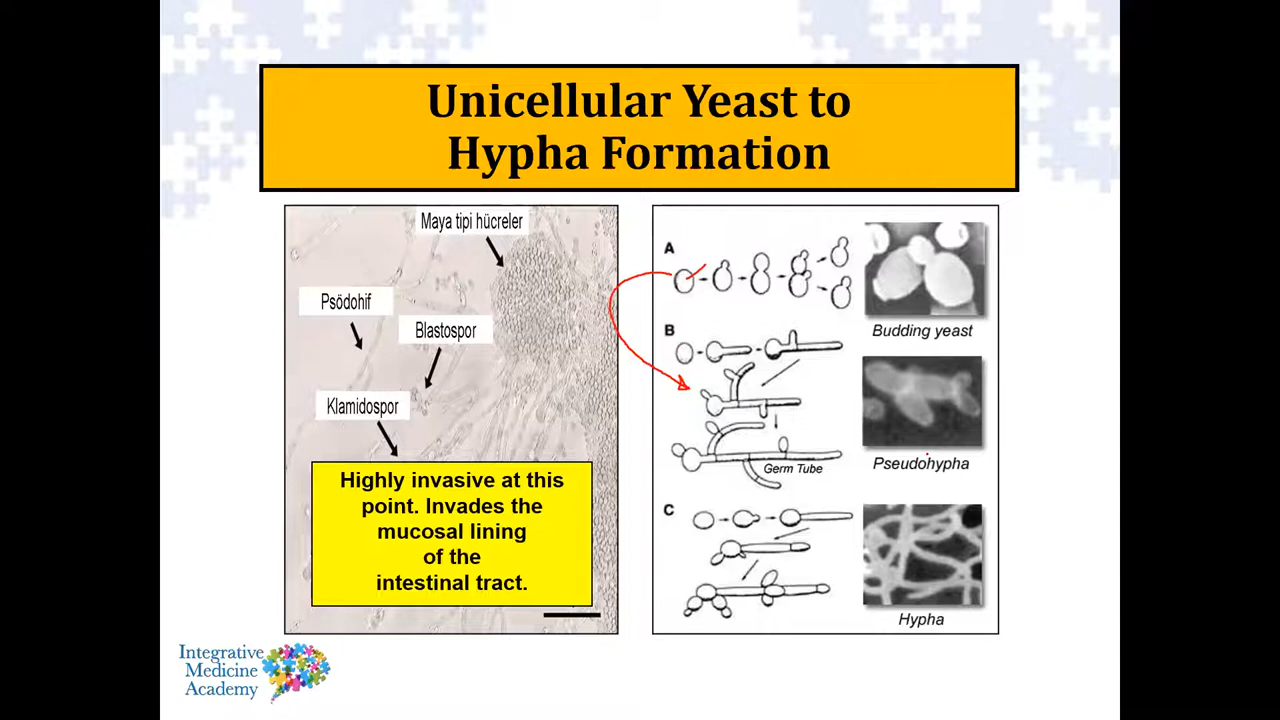 Unicellular Yeast to
Hypha Formation
Maya tipi hücreler
Psödohif
Blastospor
Klamidospor
Highly invasive at this
point. Invades the
mucosal lining
of the
intestinal tract.
A
Budding yeast
B
Germ Tube
Pseudohypha
C
Hypha
Integrative
Medicine
Academy